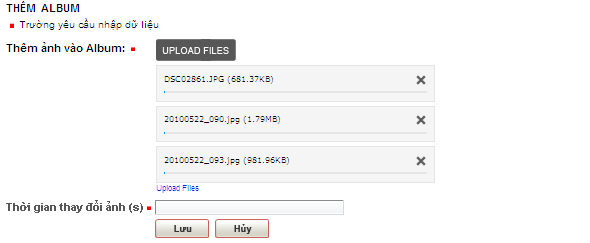 THÊM ALBUM
Trường yêu cầu nhập dữ liệu
Thêm ảnh vào Album:
UPLOAD FILES
DSC02861.JPG (681.37KB)
20100522_090.jpg (1.79MB)
20100522_093.jpg (981.96KB)
Upload Files
Thời gian thay đổi ảnh (s)
Lưu Hủy